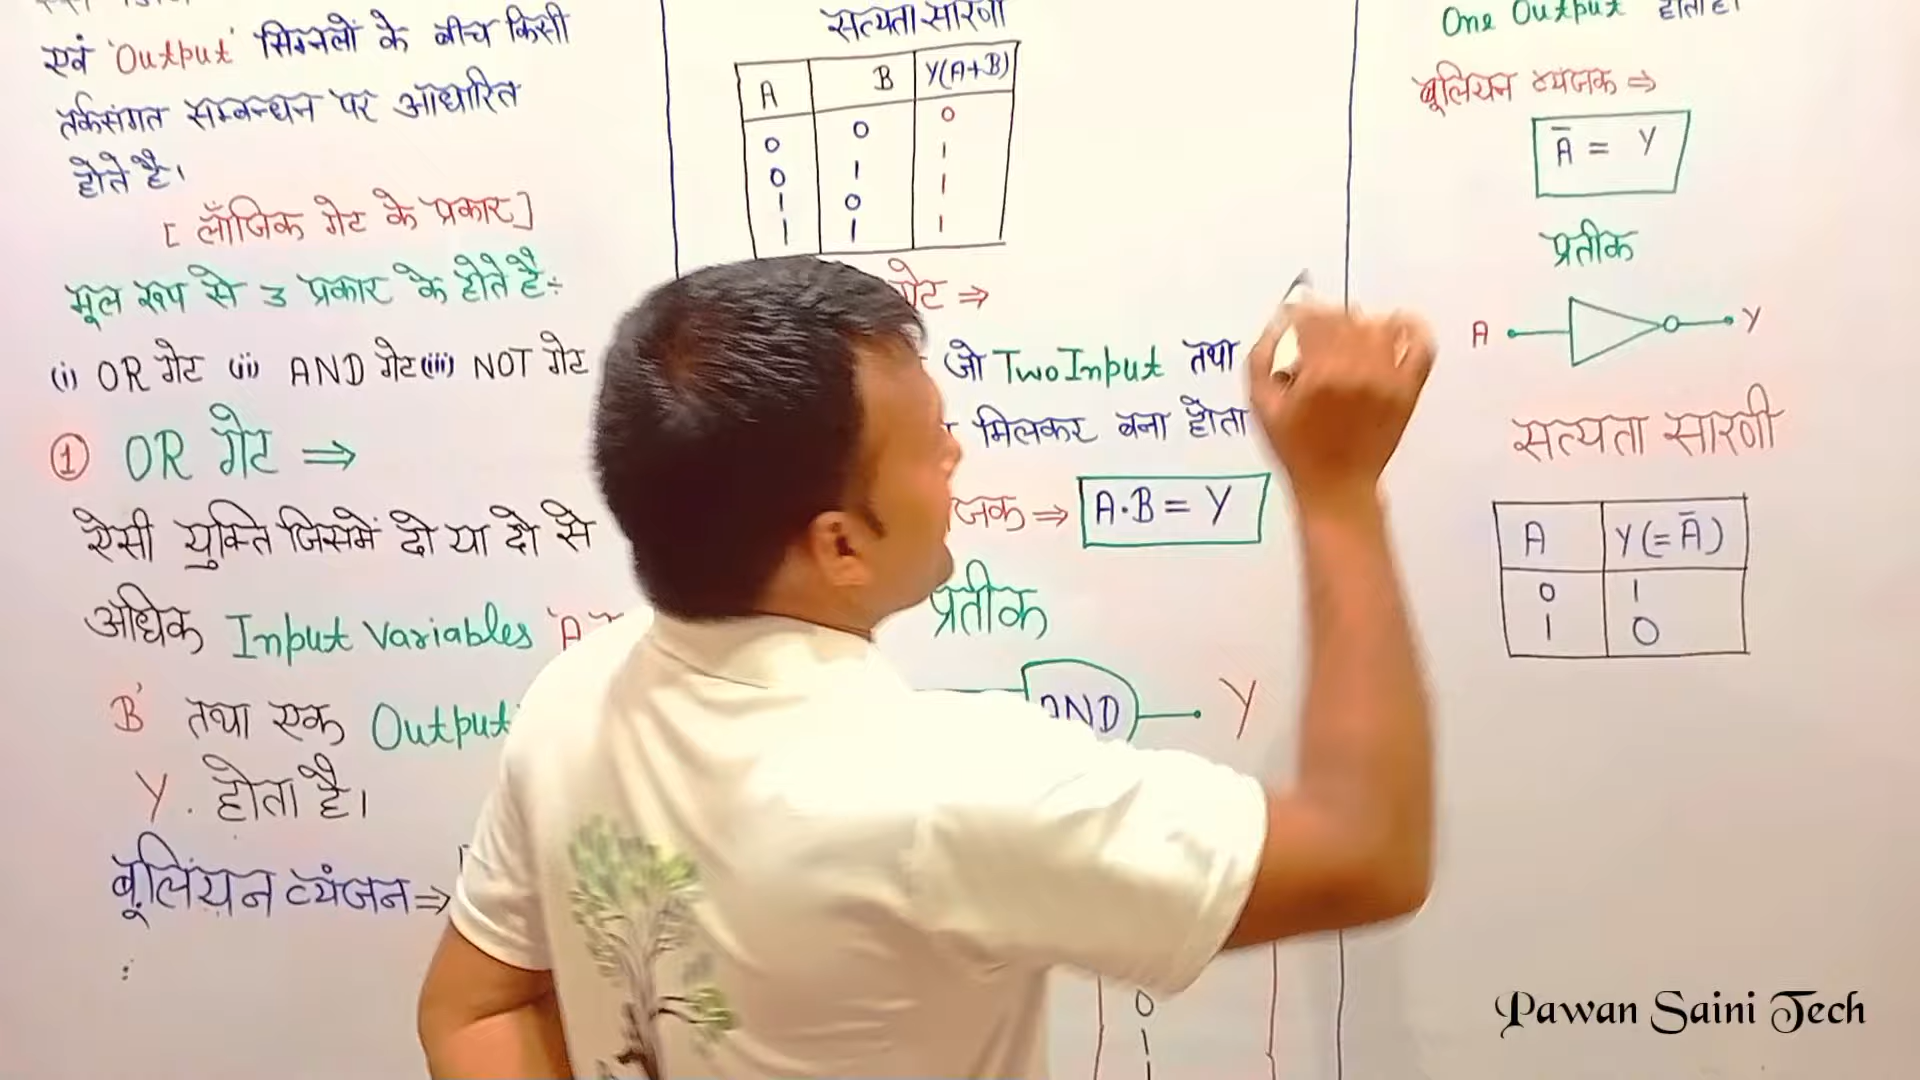 एवं 'Output' सिग्नलों के बीच किसी
तर्कसंगत सम्बन्धन पर आधारित
होते है।
[ लॉजिक गेट के प्रकार ]
मूल रूप से 3 प्रकार के होते है ÷
(i) OR गेट (ii) AND गेट (iii) NOT गेट
① OR गेट ⇒
ऐसी युक्ति जिसमें दो या दो से
अधिक Input Variables 'A'
B' तथा एक Output
Y. होता है।
बूलियन व्यंजन ⇒
सत्यता सारणी
A B Y(A+B)
0 0 0
0 1 1
1 0 1
1 1 1
गेट ⇒
जो Two Input तथा
मिलकर बना होता
⇒ A·B = Y
प्रतीक
AND Y
0
1
One Output होता है।
बूलियन व्यंजक ⇒
Ā = Y
प्रतीक
A Y
सत्यता सारणी
A Y(=Ā)
0 1
1 0
Pawan Saini Tech